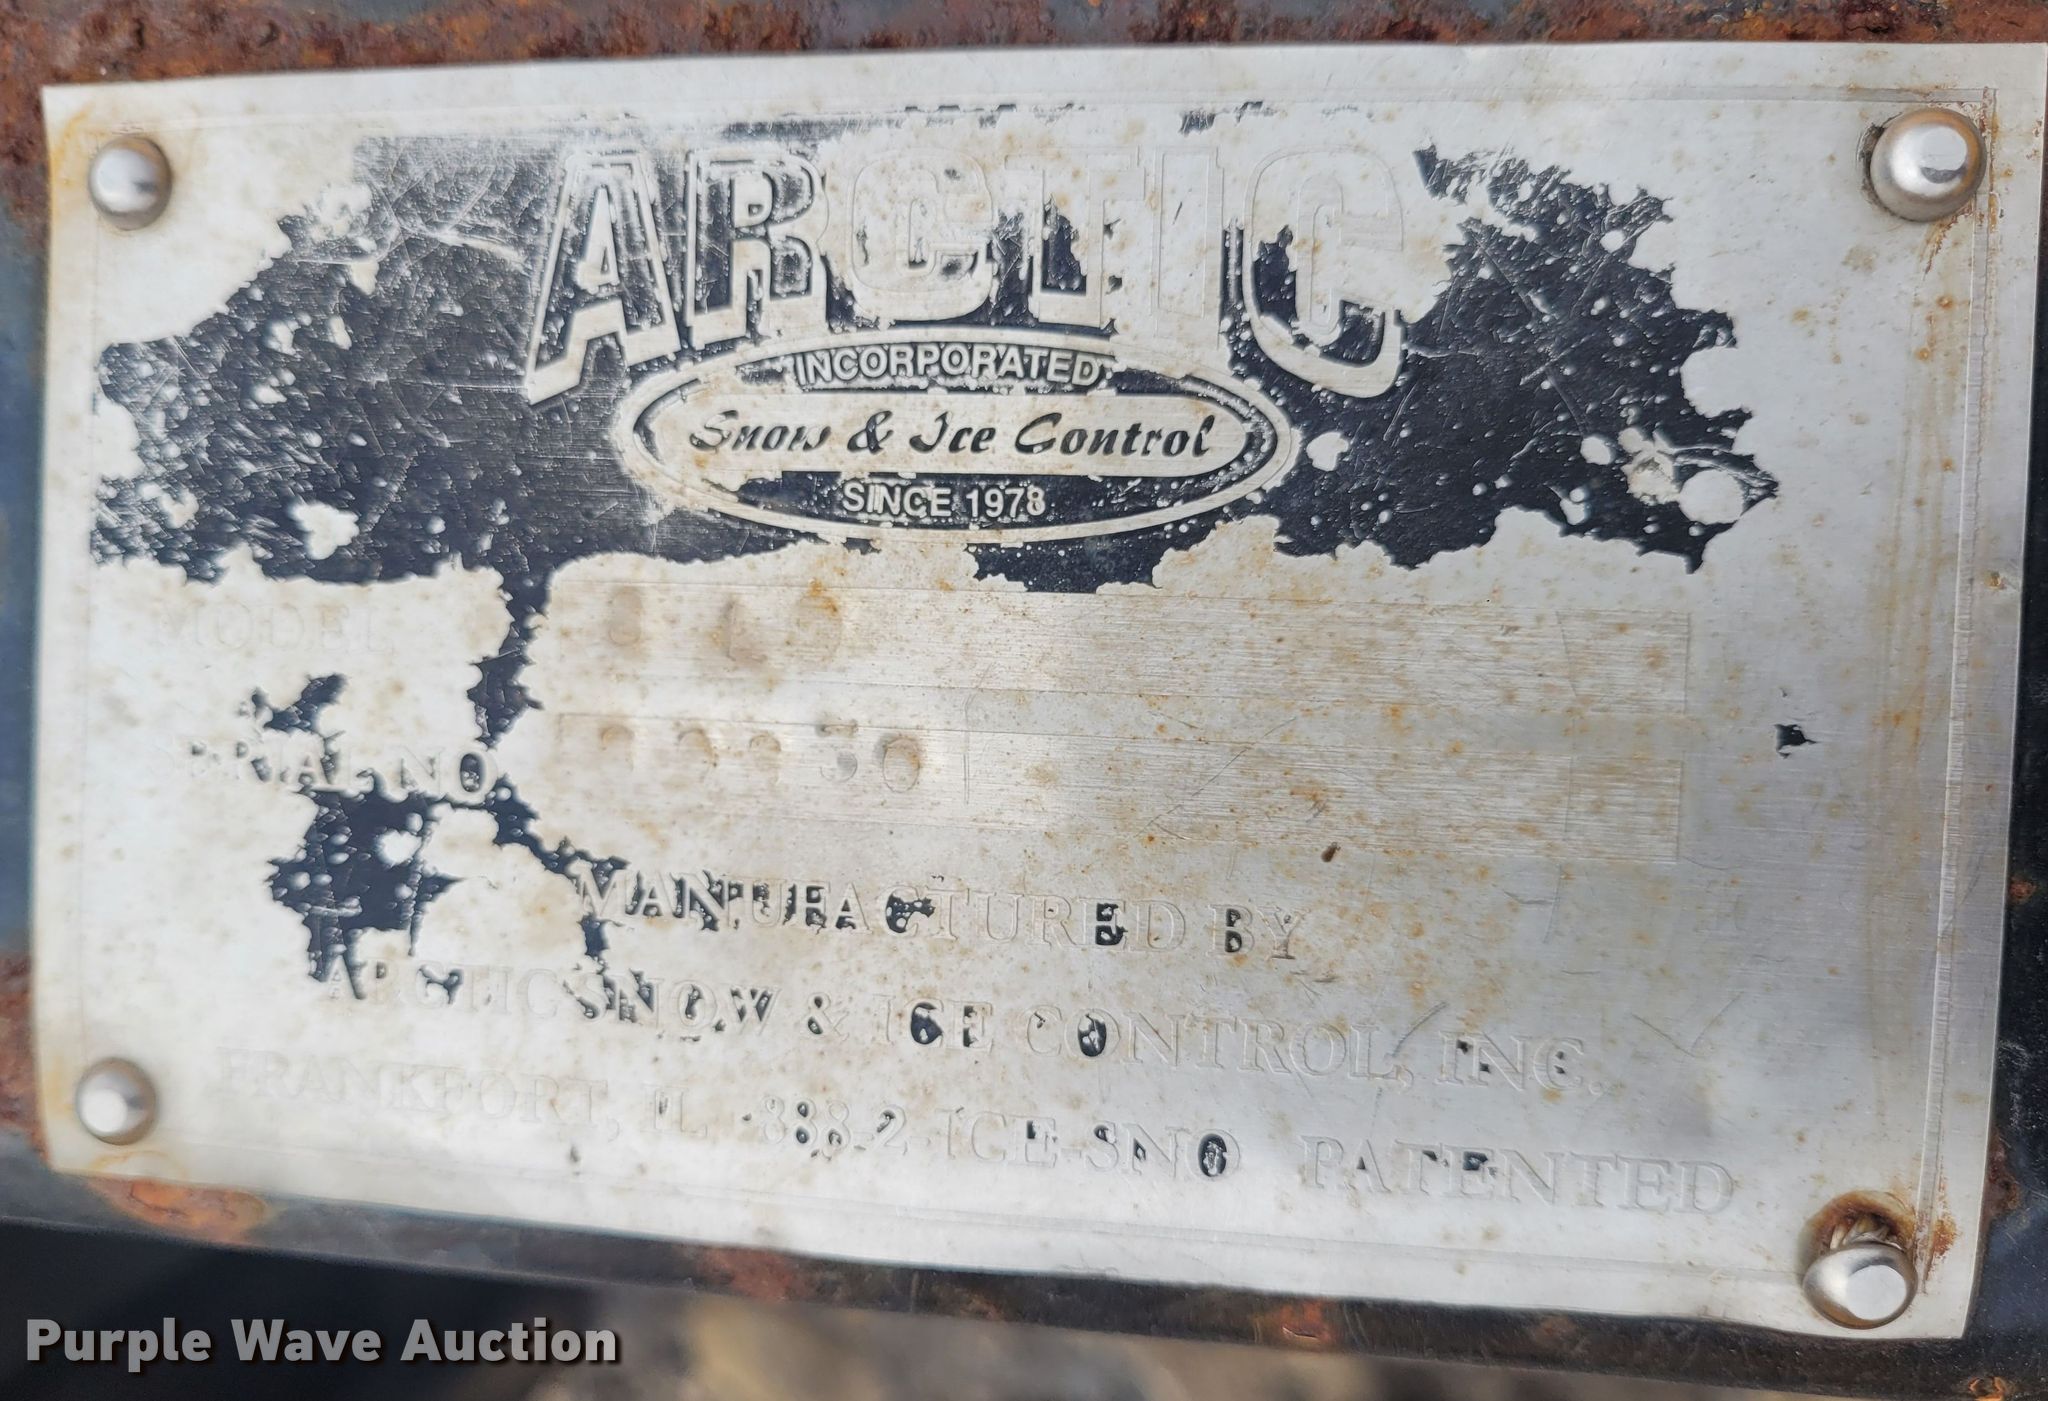 ARCTIC
INCORPORATED
Snow & Ice Control
SINCE 1978
MODEL
SERIAL NO.
MANUFACTURED BY
ARCTIC SNOW & ICE CONTROL, INC.
FRANKFORT, IL 888-2-ICE-SNO PATENTED
Purple Wave Auction